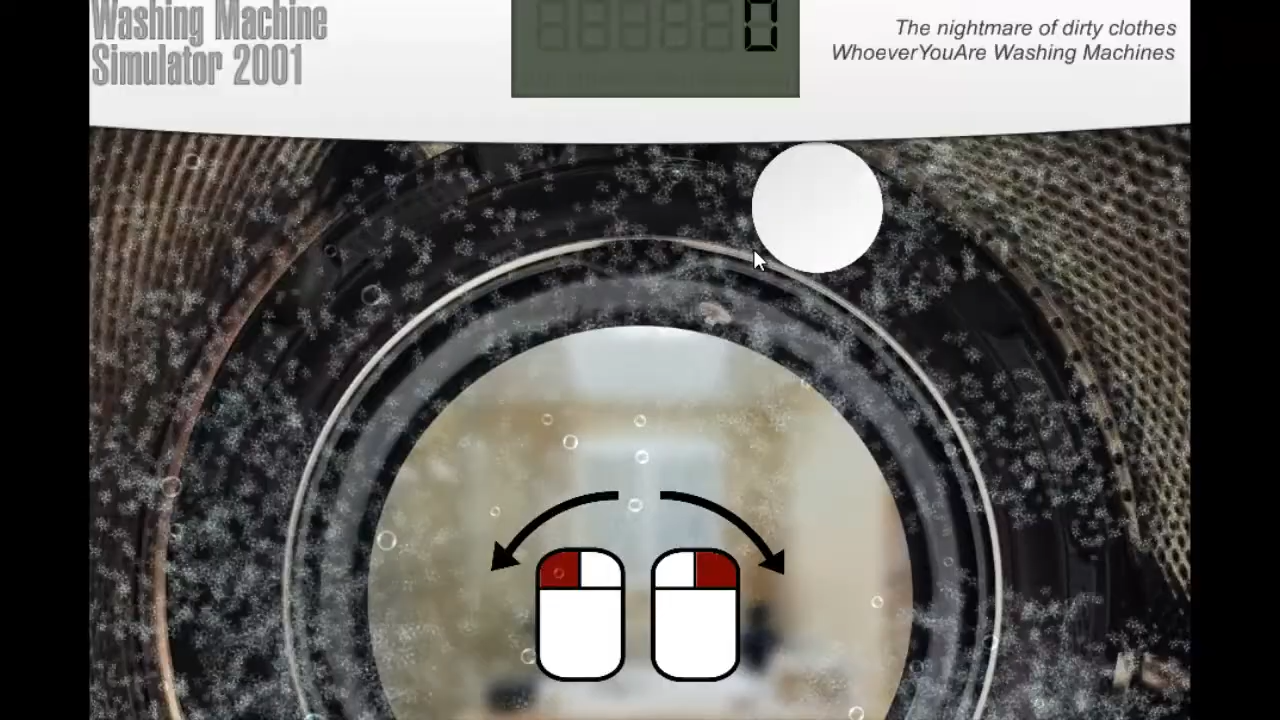 Washing Machine
Simulator 2001
0
The nightmare of dirty clothes
WhoeverYouAre Washing Machines